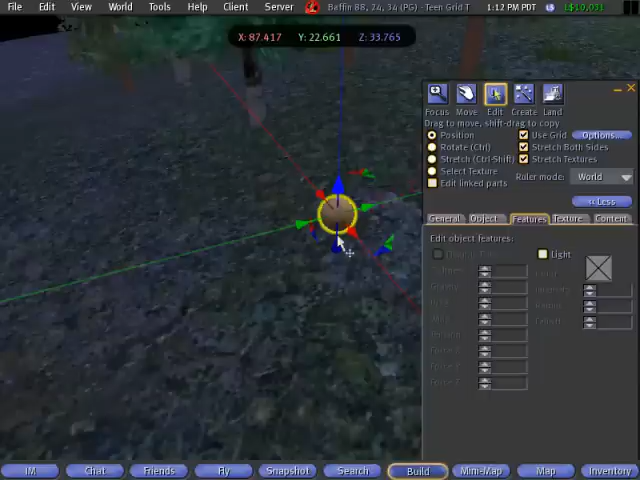 File Edit View World Tools Help Client Server Baffin 88, 24, 34 (PG) - Teen Grid T 1:12 PM PDT L$10,031
X: 87.417 Y: 22.661 Z: 33.765
Focus Move Edit Create Land
Drag to move, shift-drag to copy
Position Use Grid Options...
Rotate (Ctrl) Stretch Both Sides
Stretch (Ctrl-Shift) Stretch Textures
Select Texture
Edit linked parts Ruler mode: World
<< Less
General Object Features Texture Content
Edit object features:
Light
IM Chat Friends Fly Snapshot Search Build Mini-Map Map Inventory